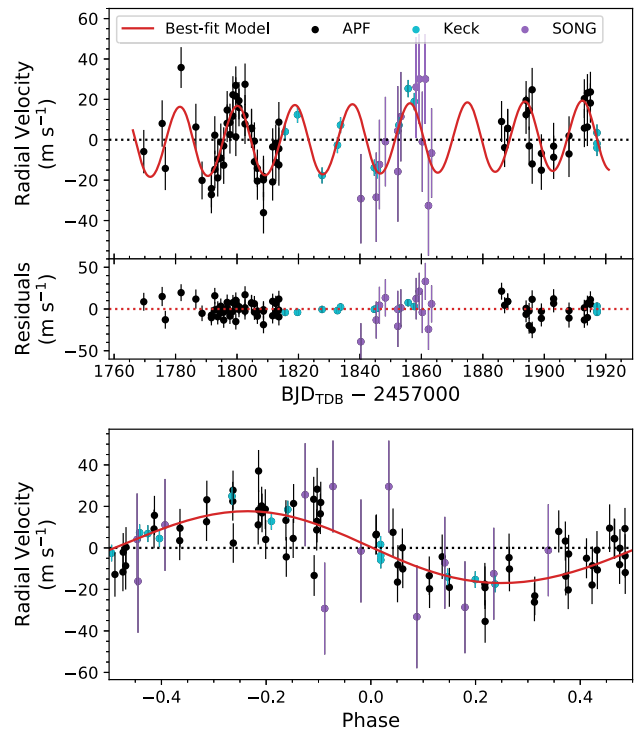 Best-fit Model APF Keck SONG
60
40
20
0
−20
−40
Radial Velocity
(m s⁻¹)
50
0
−50
Residuals
(m s⁻¹)
1760 1780 1800 1820 1840 1860 1880 1900 1920
BJD_TDB − 2457000
60
40
20
0
−20
−40
−60
Radial Velocity
(m s⁻¹)
−0.4 −0.2 0.0 0.2 0.4
Phase